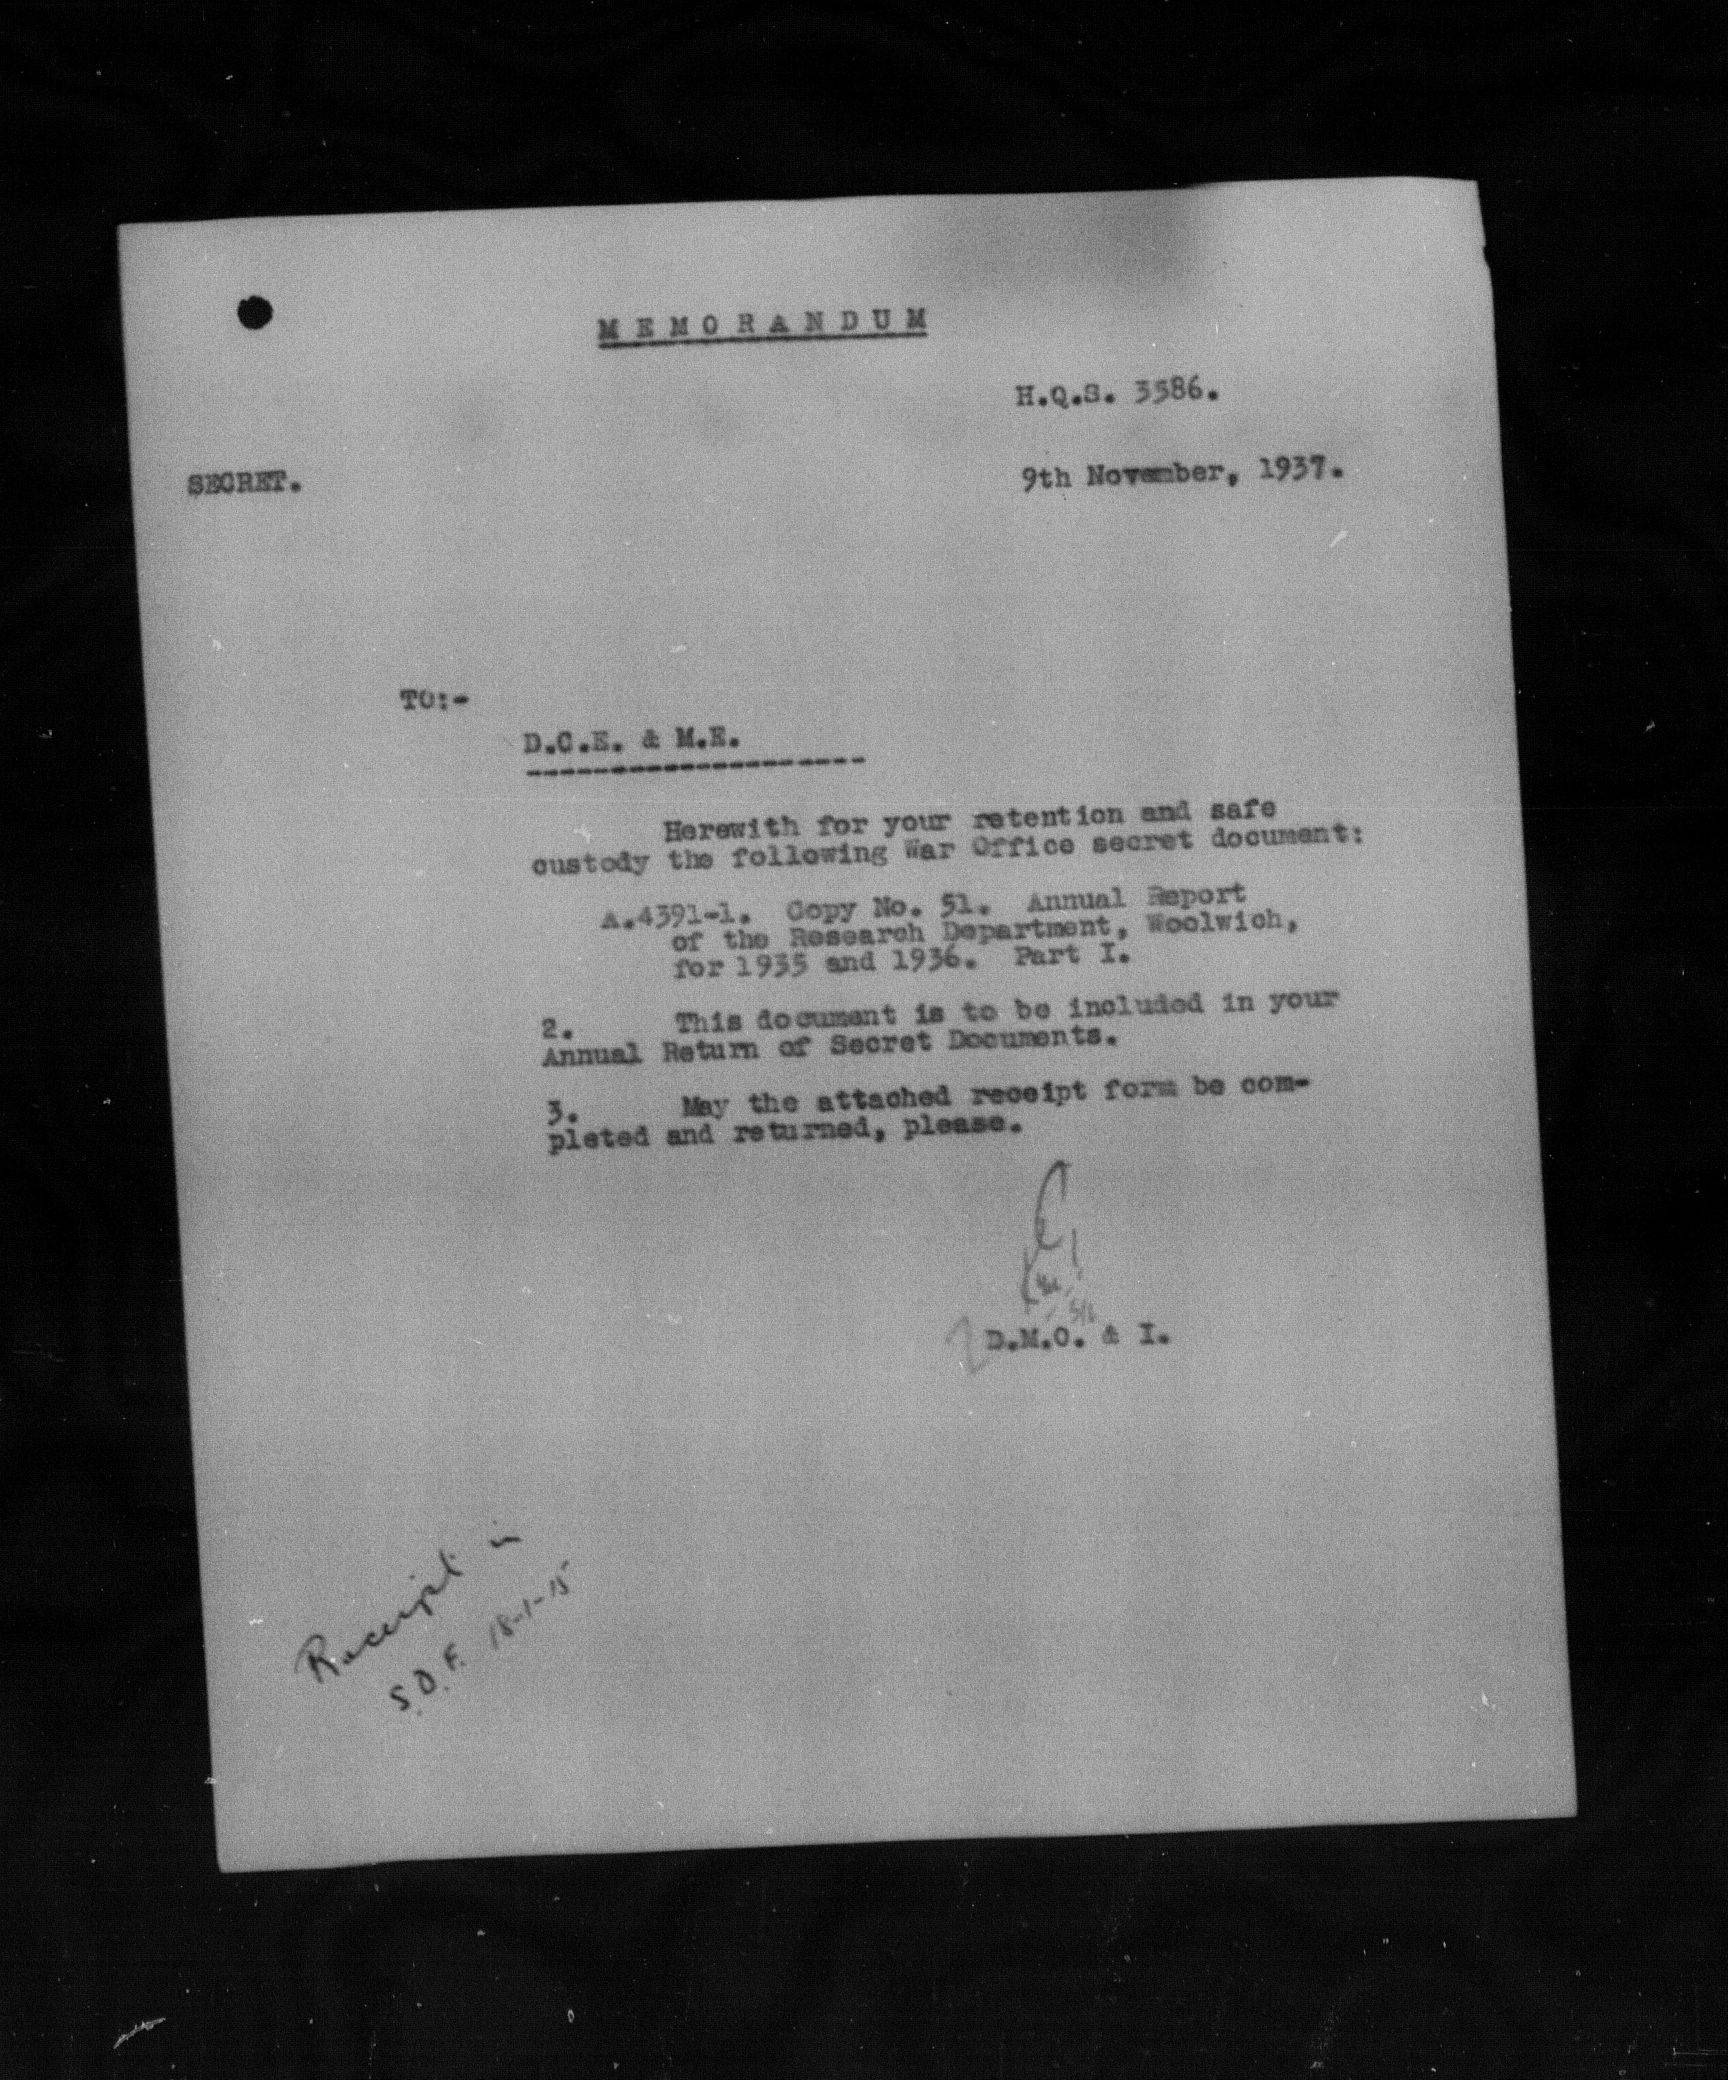 MEMORANDUM
H.Q.S. 3586.
SECRET.
9th November, 1937.
TO:-
D.C.E. & M.E.
--------------------
Herewith for your retention and safe
custody the following War Office secret document:
A.4391-1. Copy No. 51. Annual Report
of the Research Department, Woolwich,
for 1935 and 1936. Part I.
2. This document is to be included in your
Annual Return of Secret Documents.
3. May the attached receipt form be com-
pleted and returned, please.
D.M.O. & I.
Receipt in
S.D.F. 18-1-15